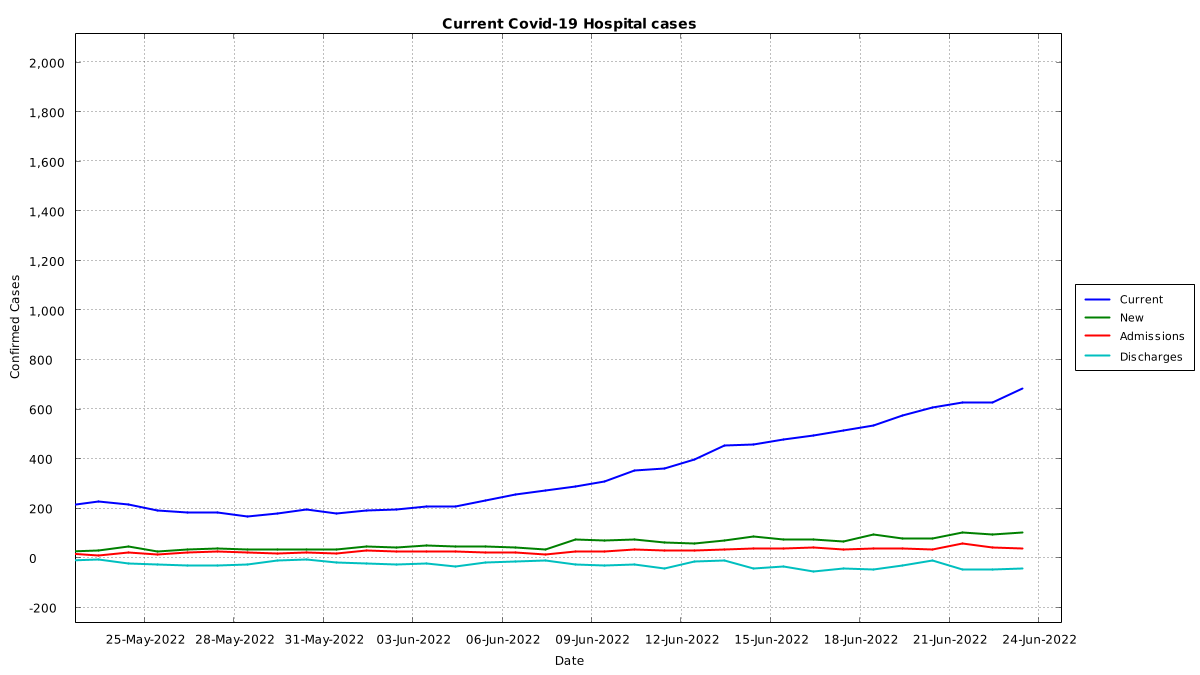 Current Covid-19 Hospital cases
2,000
1,800
1,600
1,400
1,200
1,000
800
600
400
200
0
-200
Confirmed Cases
25-May-2022 28-May-2022 31-May-2022 03-Jun-2022 06-Jun-2022 09-Jun-2022 12-Jun-2022 15-Jun-2022 18-Jun-2022 21-Jun-2022 24-Jun-2022
Date
Current
New
Admissions
Discharges